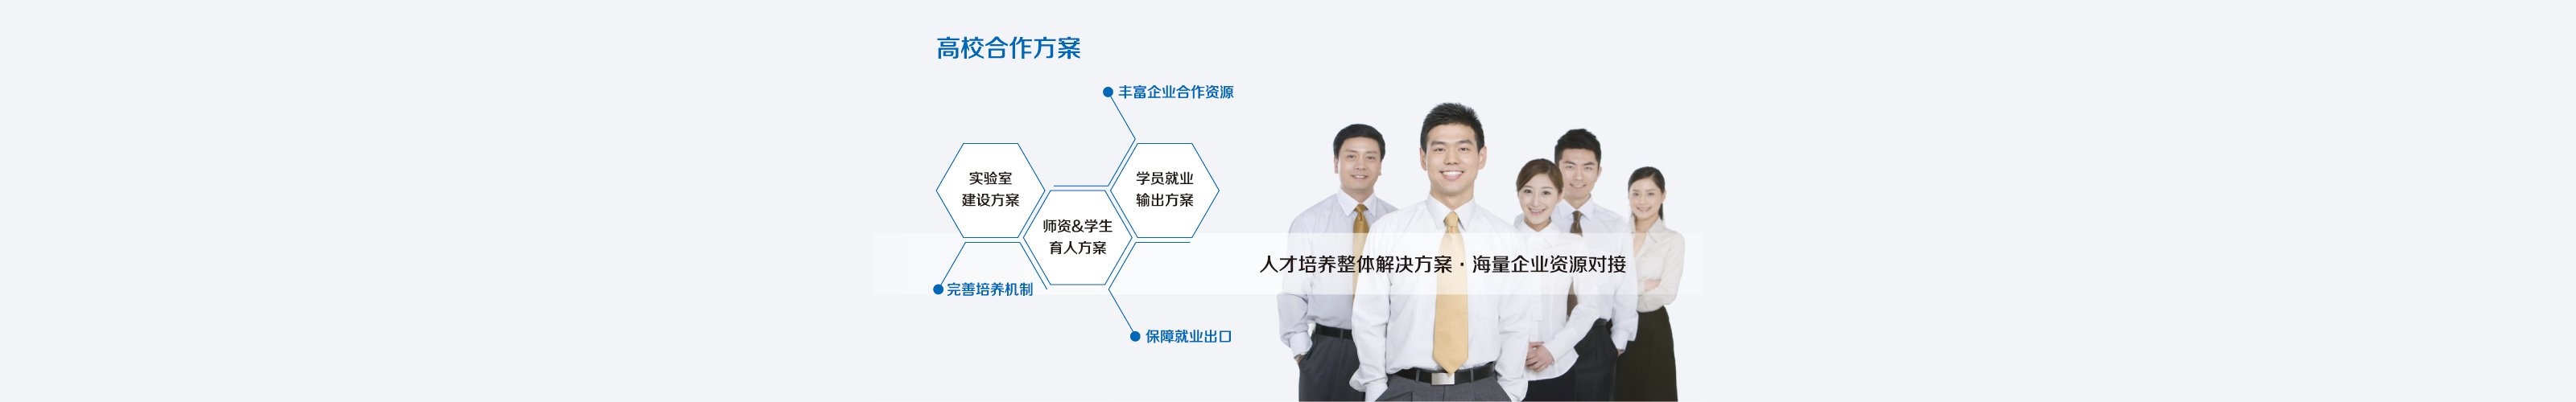 高校合作方案
丰富企业合作资源
实验室
建设方案
学员就业
输出方案
师资&学生
育人方案
人才培养整体解决方案·海量企业资源对接
完善培养机制
保障就业出口